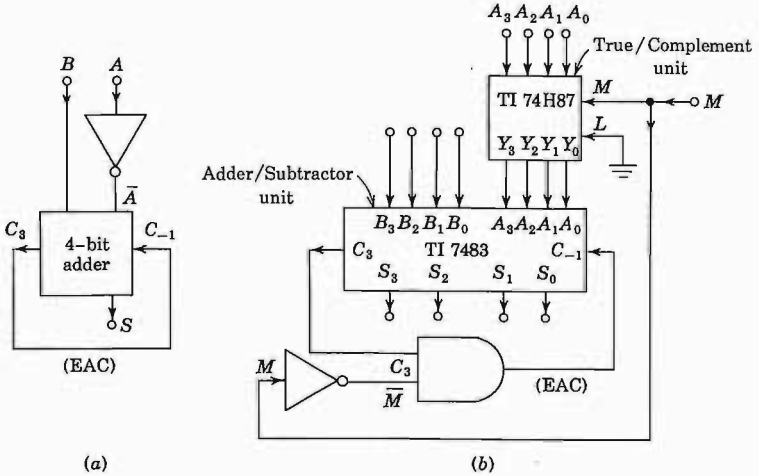 B
A
A̅
C₃
C₋₁
4-bit
adder
S
(EAC)
(a)
A₃ A₂ A₁ A₀
True/Complement
unit
TI 74H87
M
M
L
Y₃ Y₂ Y₁ Y₀
Adder/Subtractor
unit
B₃ B₂ B₁ B₀
A₃ A₂ A₁ A₀
C₃
TI 7483
C₋₁
S₃
S₂
S₁
S₀
M
C₃
M̅
(EAC)
(b)